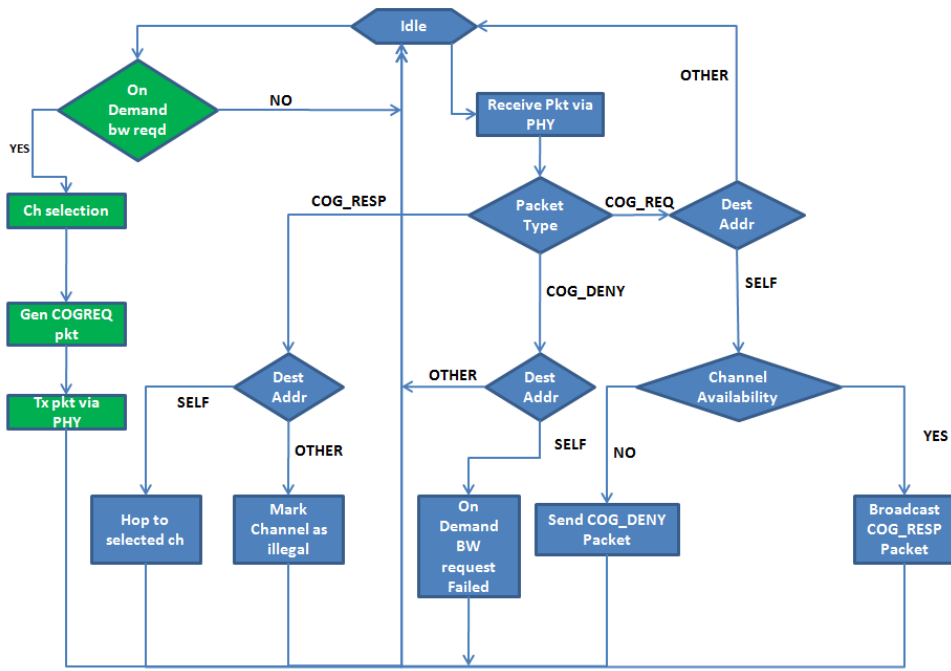 Idle
On
Demand
bw reqd
NO
YES
OTHER
Receive Pkt via
PHY
Ch selection
COG_RESP
Packet
Type
COG_REQ
Dest
Addr
COG_DENY
SELF
Gen COGREQ
pkt
Tx pkt via
PHY
SELF
Dest
Addr
OTHER
OTHER
Dest
Addr
SELF
Channel
Availability
NO
YES
Hop to
selected ch
Mark
Channel as
illegal
On
Demand
BW
request
Failed
Send COG_DENY
Packet
Broadcast
COG_RESP
Packet